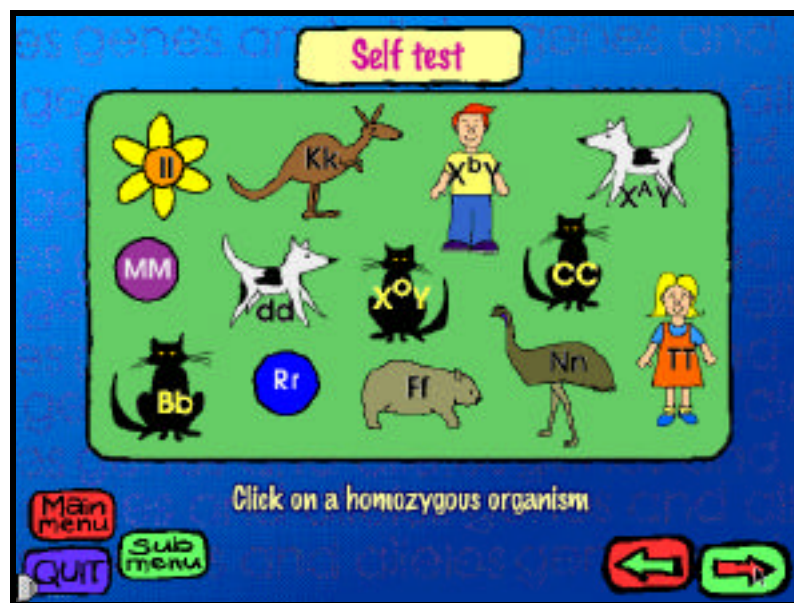 Self test
Kk
XbY
ll
XAY
MM
dd
XoY
CC
TT
Bb
Rr
Ff
Nn
Click on a homozygous organism
Main
menu
Sub
menu
QUIT